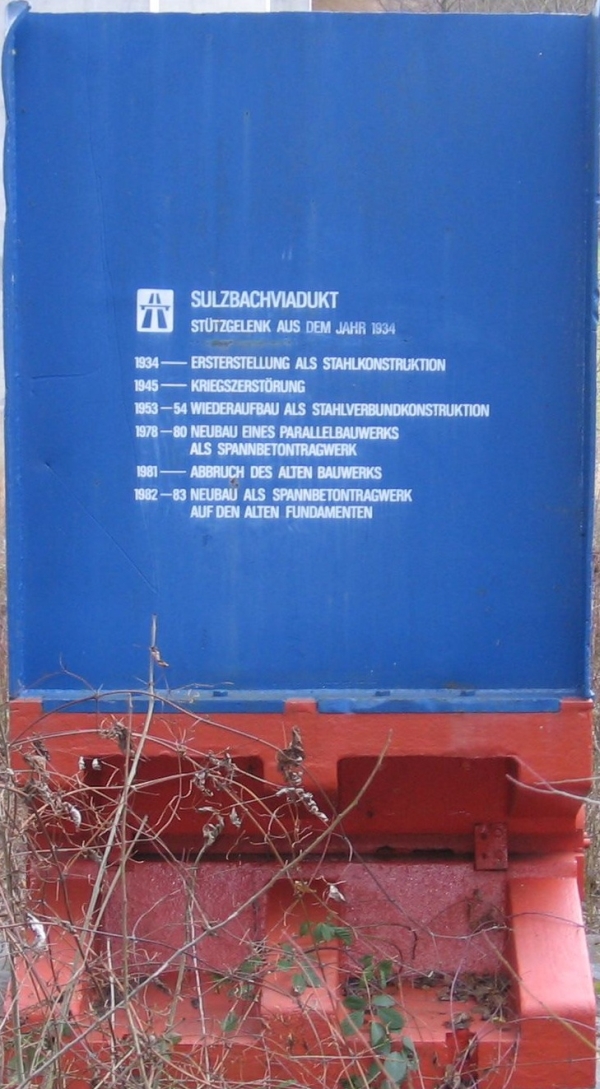 SULZBACHVIADUKT
STÜTZGELENK AUS DEM JAHR 1934
1934 — ERSTERSTELLUNG ALS STAHLKONSTRUKTION
1945 — KRIEGSZERSTÖRUNG
1953 — 54 WIEDERAUFBAU ALS STAHLVERBUNDKONSTRUKTION
1978 — 80 NEUBAU EINES PARALLELBAUWERKS
ALS SPANNBETONTRAGWERK
1981 — ABBRUCH DES ALTEN BAUWERKS
1982 — 83 NEUBAU ALS SPANNBETONTRAGWERK
AUF DEN ALTEN FUNDAMENTEN